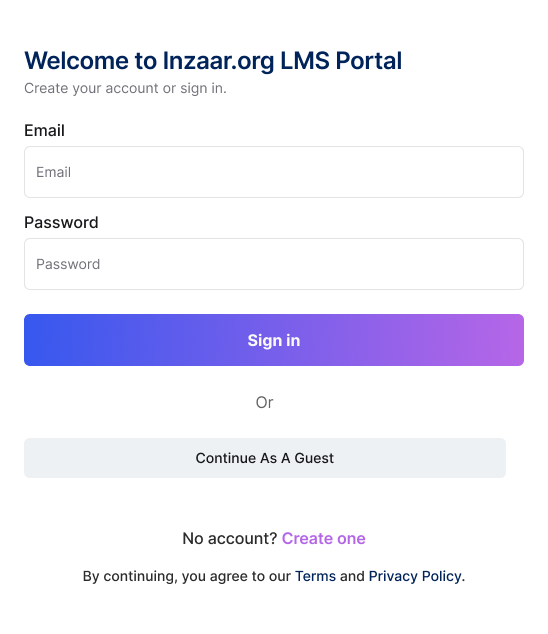 Welcome to Inzaar.org LMS Portal
Create your account or sign in.
Email
Email
Password
Password
Sign in
Or
Continue As A Guest
No account? Create one
By continuing, you agree to our Terms and Privacy Policy.